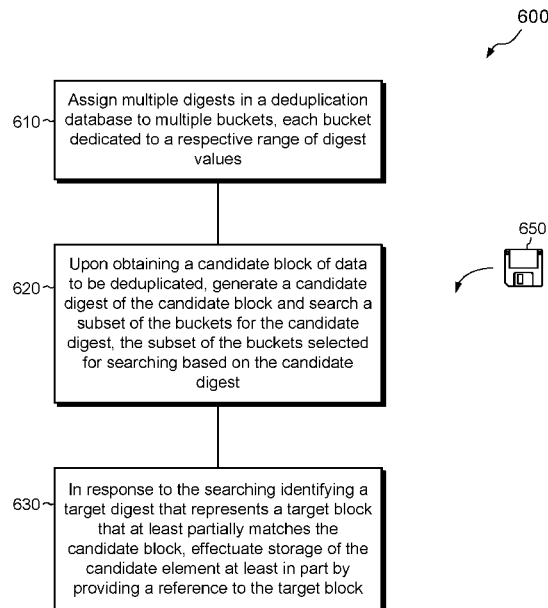 600
610
Assign multiple digests in a deduplication
database to multiple buckets, each bucket
dedicated to a respective range of digest
values
650
620
Upon obtaining a candidate block of data
to be deduplicated, generate a candidate
digest of the candidate block and search a
subset of the buckets for the candidate
digest, the subset of the buckets selected
for searching based on the candidate
digest
630
In response to the searching identifying a
target digest that represents a target block
that at least partially matches the
candidate block, effectuate storage of the
candidate element at least in part by
providing a reference to the target block